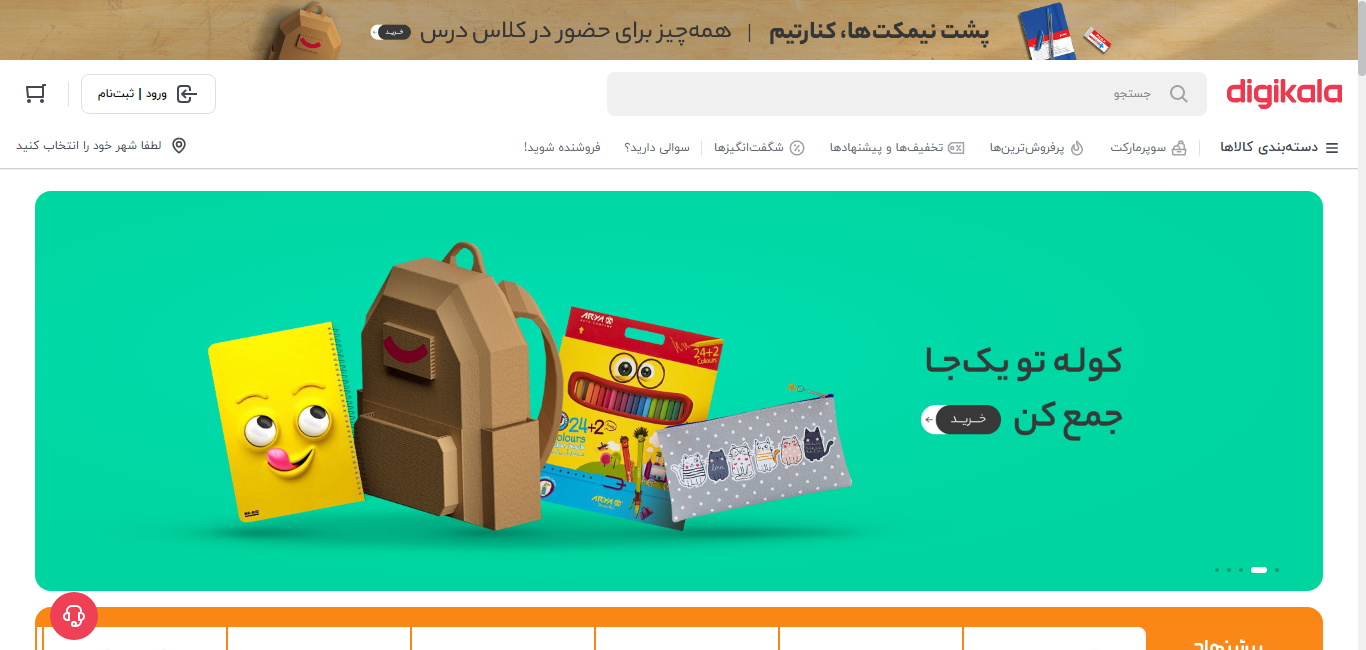 پشت نیمکت‌ها، کنارتیم | همه‌چیز برای حضور در کلاس درس خرید
digikala
جستجو
ورود | ثبت‌نام
دسته‌بندی کالاها
سوپرمارکت
پرفروش‌ترین‌ها
تخفیف‌ها و پیشنهادها
شگفت‌انگیزها
سوالی دارید؟
فروشنده شوید!
لطفا شهر خود را انتخاب کنید
کوله تو یک‌جا
جمع کن خریــد
ARYA
24+2
Colours
24+2
colours
ARYA
پیشنهاد